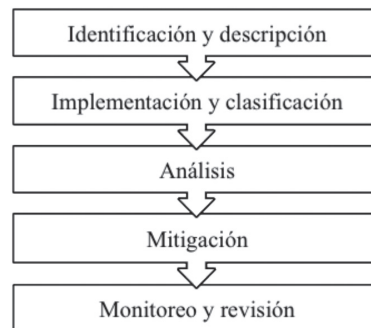 Identificación y descripción
Implementación y clasificación
Análisis
Mitigación
Monitoreo y revisión